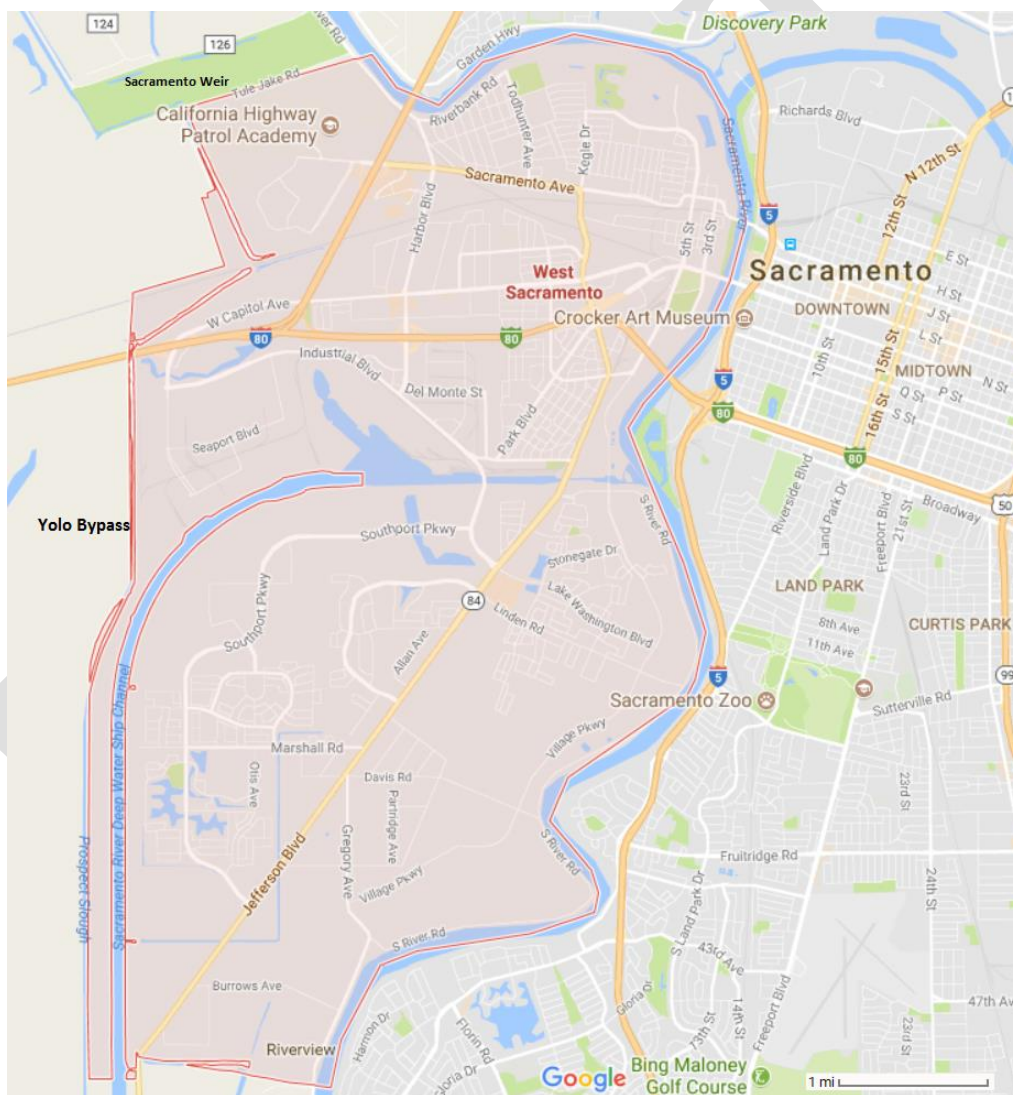 124
126
River Rd
Garden Hwy
Discovery Park
Sacramento Weir
Tule Jake Rd
California Highway
Patrol Academy
Riverbank Rd
Todhunter Ave
Kegle Dr
Richards Blvd
N 12th St
Sacramento Ave
Sacramento River
Harbor Blvd
5th St
3rd St
5
12th St
E St
West
Sacramento
Sacramento
H St
DOWNTOWN
J St
L St
W Capitol Ave
Crocker Art Museum
80
80
10th St
15th St
MIDTOWN
N St
Industrial Blvd
Del Monte St
5
16th St
P St
Q St
S St
80
Park Blvd
Seaport Blvd
80
Riverside Blvd
Land Park Dr
Freeport Blvd
21st St
Broadway
50
Yolo Bypass
Southport Pkwy
S River Rd
Stonegate Dr
LAND PARK
84
Lake Washington Blvd
Linden Rd
Southport Pkwy
Allan Ave
8th Ave
11th Ave
CURTIS PARK
5
99
Sacramento Zoo
Sutterville Rd
Sacramento River Deep Water Ship Channel
Marshall Rd
Village Pkwy
Otis Ave
Davis Rd
Partridge Ave
23rd St
Prospect Slough
Jefferson Blvd
Gregory Ave
S River Rd
Fruitridge Rd
Village Pkwy
24th St
S Land Park Dr
S River Rd
43rd Ave
Burrows Ave
Gloria Dr
14th St
Freeport Blvd
47th Ave
Harmon Dr
Florin Rd
73th St
23rd St
Riverview
Gloria Dr
Google
Bing Maloney
Golf Course
1 mi